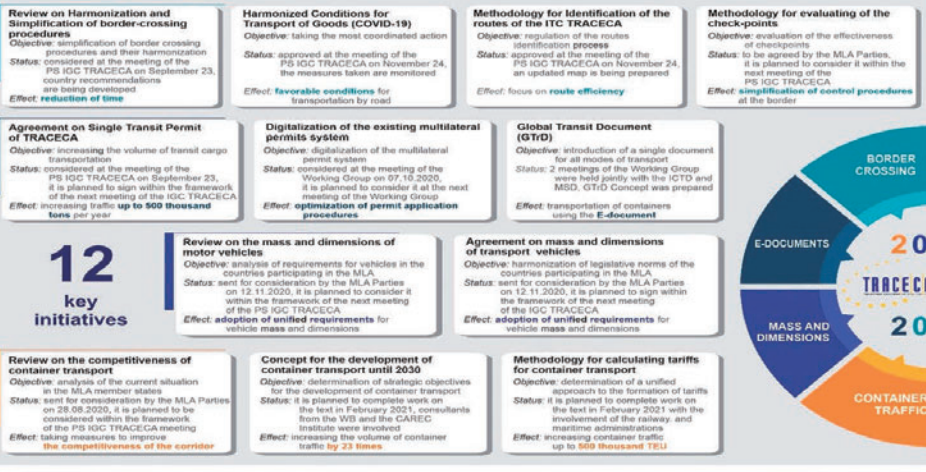 Review on Harmonization and
Simplification of border-crossing
procedures
Objective: simplification of border crossing
procedures and their harmonization
Status: considered at the meeting of the
PS IGC TRACECA on September 23,
country recommendations
are being developed
Effect: reduction of time
Harmonized Conditions for
Transport of Goods (COVID-19)
Objective: taking the most coordinated action
Status: approved at the meeting of the
PS IGC TRACECA on November 24,
the measures taken are monitored
Effect: favorable conditions for
transportation by road
Methodology for Identification of the
routes of the ITC TRACECA
Objective: regulation of the routes
identification process
Status: approved at the meeting of the
PS IGC TRACECA on November 24,
an updated map is being prepared
Effect: focus on route efficiency
Methodology for evaluating of the
check-points
Objective: evaluation of the effectiveness
of checkpoints
Status: to be agreed by the MLA Parties,
it is planned to consider it within the
next meeting of the
PS IGC TRACECA
Effect: simplification of control procedures
at the border
Agreement on Single Transit Permit
of TRACECA
Objective: increasing the volume of transit cargo
transportation
Status: considered at the meeting of the
PS IGC TRACECA on September 23,
it is planned to sign within the framework
of the next meeting of the IGC TRACECA
Effect: increasing traffic up to 500 thousand
tons per year
Digitalization of the existing multilateral
permits system
Objective: digitalization of the multilateral
permit system
Status: considered at the meeting of the
Working Group on 07.10.2020,
it is planned to consider it at the next
meeting of the Working Group
Effect: optimization of permit application
procedures
Global Transit Document
(GTrD)
Objective: introduction of a single document
for all modes of transport
Status: 2 meetings of the Working Group
were held jointly with the ICTD and
MSD. GTrD Concept was prepared
Effect: transportation of containers
using the E-document
12
key
initiatives
Review on the mass and dimensions of
motor vehicles
Objective: analysis of requirements for vehicles in the
countries participating in the MLA
Status: sent for consideration by the MLA Parties
on 12.11.2020, it is planned to consider it
within the framework of the next meeting
of the PS IGC TRACECA
Effect: adoption of unified requirements for
vehicle mass and dimensions
Agreement on mass and dimensions
of transport vehicles
Objective: harmonization of legislative norms of the
countries participating in the MLA
Status: sent for consideration by the MLA Parties
on 12.11.2020, it is planned to sign within
the framework of the next meeting
of the IGC TRACECA
Effect: adoption of unified requirements for
vehicle mass and dimensions
Review on the competitiveness of
container transport
Objective: analysis of the current situation
in the MLA member states
Status: sent for consideration by the MLA Parties
on 28.08.2020, it is planned to be
considered within the framework
of the PS IGC TRACECA meeting
Effect: taking measures to improve
the competitiveness of the corridor
Concept for the development of
container transport until 2030
Objective: determination of strategic objectives
for the development of container transport
Status: it is planned to complete work on
the text in February 2021, consultants
from the WB and the CAREC
Institute were involved
Effect: increasing the volume of container
traffic by 23 times
Methodology for calculating tariffs
for container transport
Objective: determination of a unified
approach to the formation of tariffs
Status: it is planned to complete work on
the text in February 2021 with the
involvement of the railway, and
maritime administrations
Effect: increasing container traffic
up to 500 thousand TEU
BORDER
CROSSING
E-DOCUMENTS
MASS AND
DIMENSIONS
CONTAINER
TRAFFIC
20
TRACEC
20